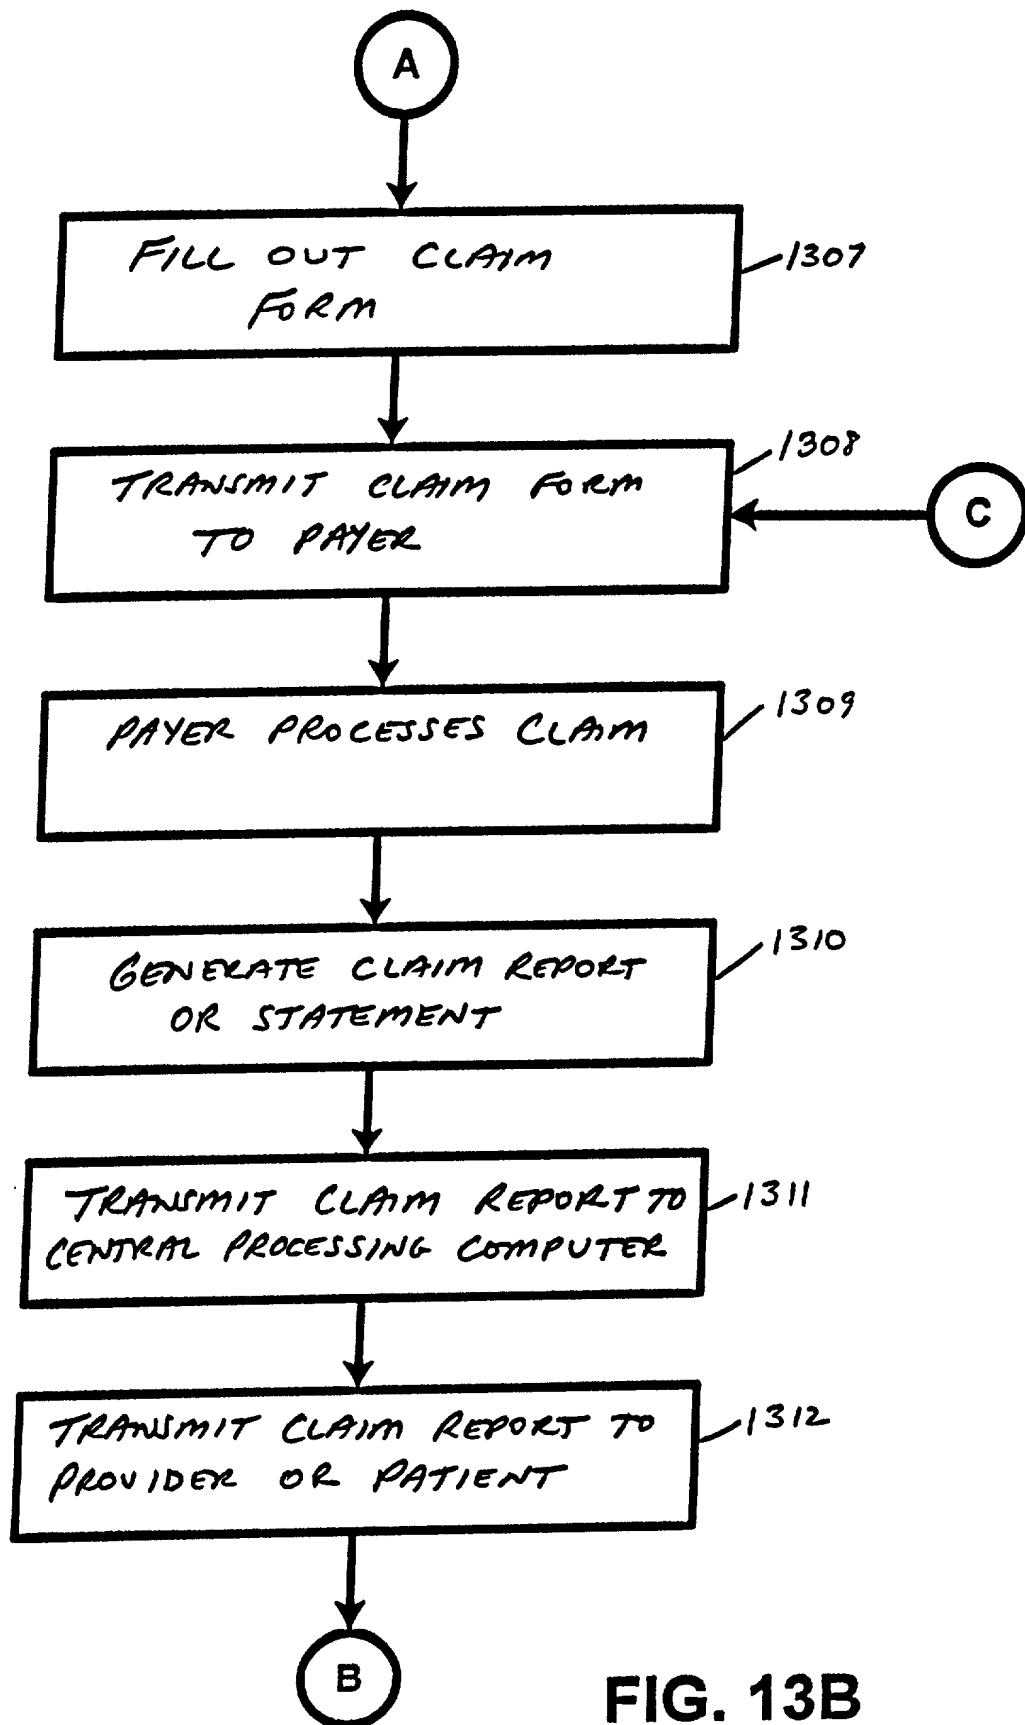 A
FILL OUT CLAIM
FORM
1307
TRANSMIT CLAIM FORM
TO PAYER
1308
C
PAYER PROCESSES CLAIM
1309
GENERATE CLAIM REPORT
OR STATEMENT
1310
TRANSMIT CLAIM REPORT TO
CENTRAL PROCESSING COMPUTER
1311
TRANSMIT CLAIM REPORT TO
PROVIDER OR PATIENT
1312
B
FIG. 13B